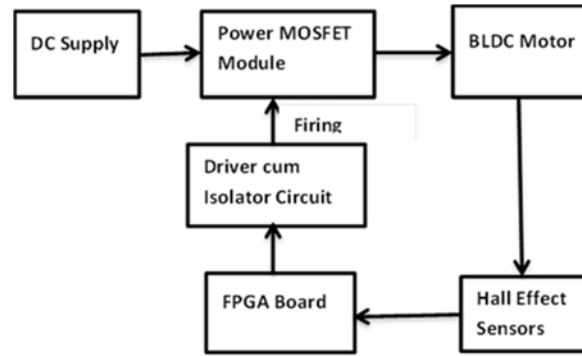 DC Supply
Power MOSFET
Module
BLDC Motor
Firing
Driver cum
Isolator Circuit
FPGA Board
Hall Effect
Sensors